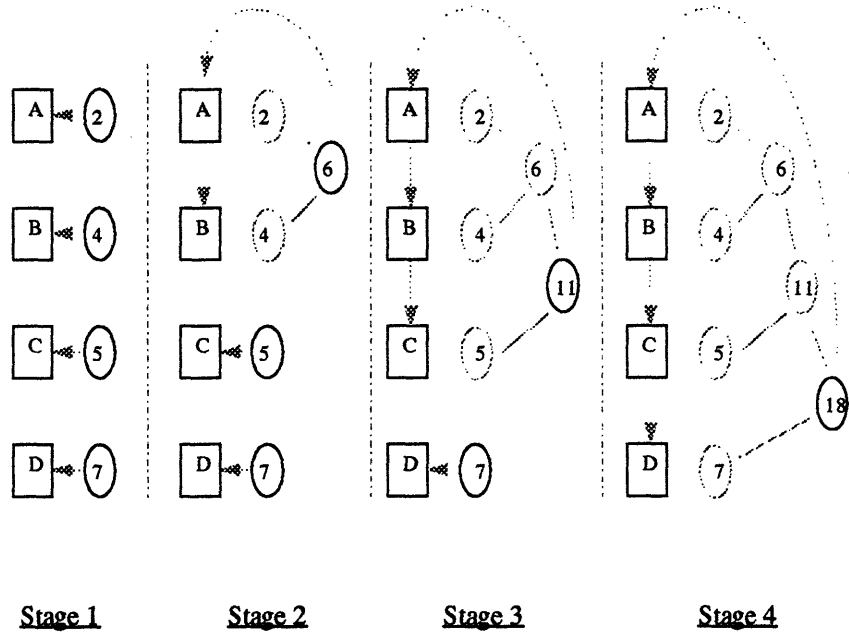 A 2 A 2 A 2 A 2
6 6 6
B 4 B 4 B 4 B 4
11 11
C 5 C 5 C 5 C 5
18
D 7 D 7 D 7 D 7
Stage 1 Stage 2 Stage 3 Stage 4